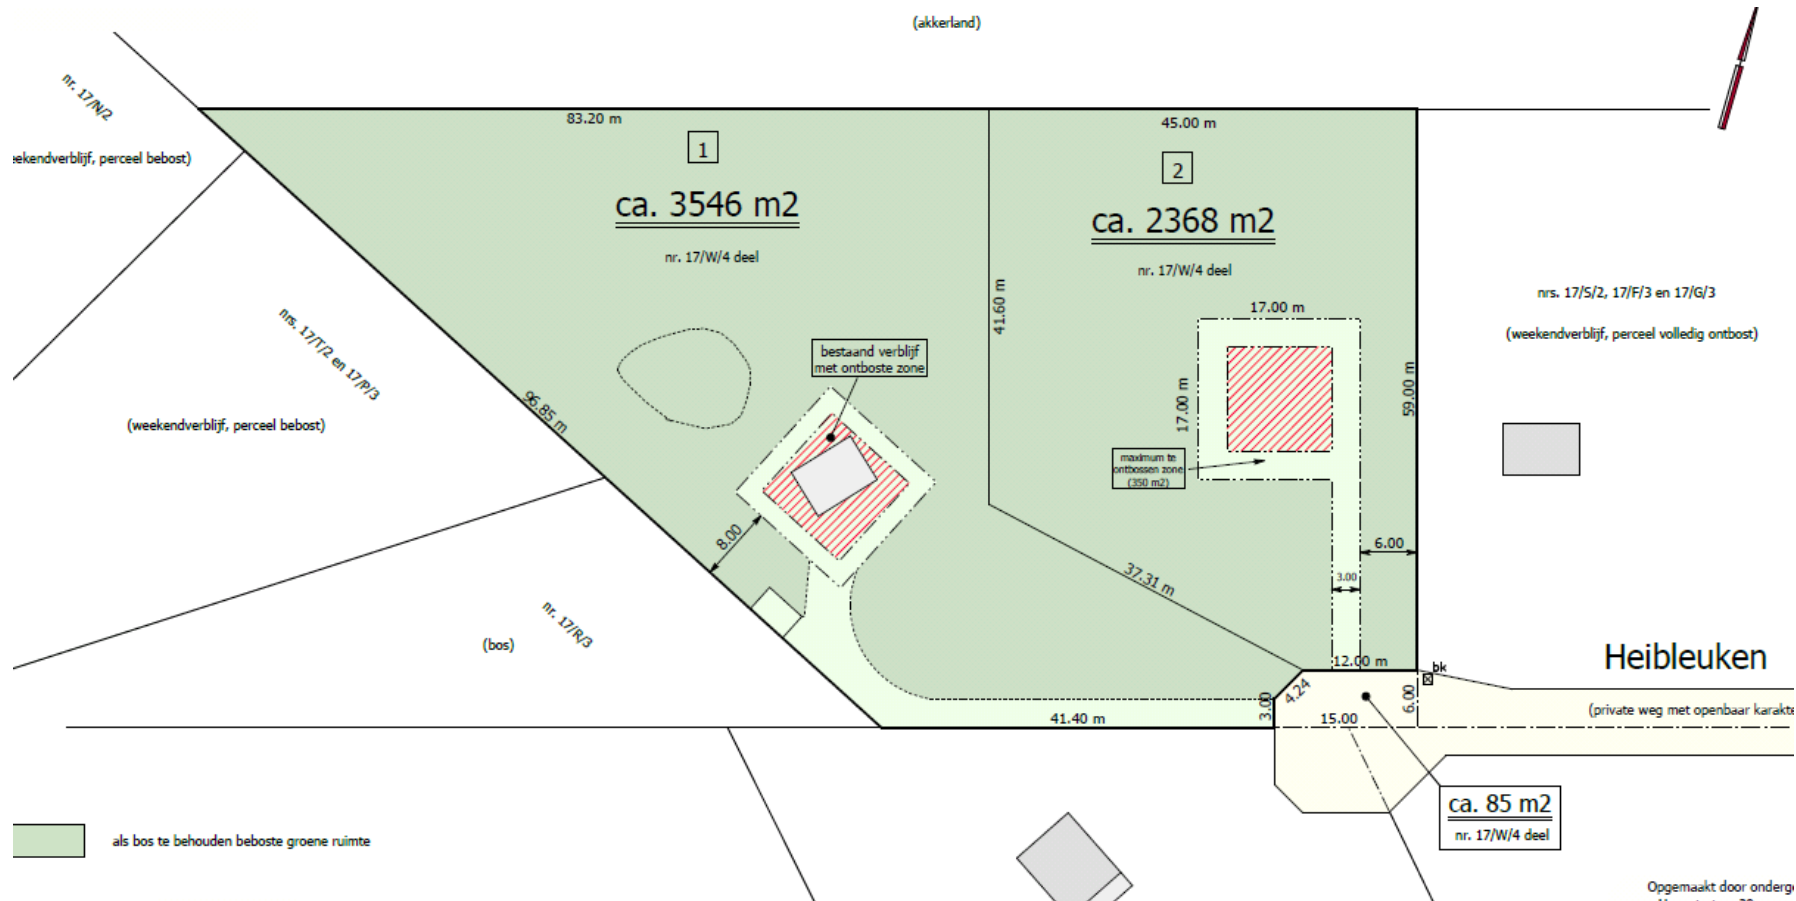 (akkerland)
nr. 17/N/2
83.20 m
45.00 m
1
2
eekendverblijf, perceel bebost)
ca. 3546 m2
ca. 2368 m2
nr. 17/W/4 deel
nr. 17/W/4 deel
nrs. 17/S/2, 17/F/3 en 17/G/3
(weekendverblijf, perceel volledig ontbost)
41.60 m
17.00 m
nrs. 17/T/2 en 17/P/3
bestaand verblijf
met ontboste zone
17.00 m
59.00 m
96.85 m
(weekendverblijf, perceel bebost)
maximum te
ontbossen zone
(350 m2)
8.00
6.00
37.31 m
3.00
nr. 17/R/3
(bos)
12.00 m
bk
Heibleuken
4.24
3.00
6.00
41.40 m
15.00
(private weg met openbaar karakte
ca. 85 m2
nr. 17/W/4 deel
als bos te behouden beboste groene ruimte
Opgemaakt door onderge